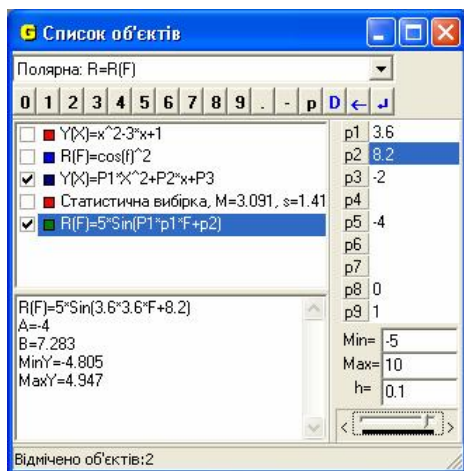 Список об'єктів
Полярна: R=R(F)
0 1 2 3 4 5 6 7 8 9 . - p D ← ↲
Y(X)=x^2-3*x+1
R(F)=cos(f)^2
Y(X)=P1*X^2+P2*x+P3
Статистична вибірка, M=3.091, s=1.41
R(F)=5*Sin(P1*p1*F+p2)
p1 3.6
p2 8.2
p3 -2
p4
p5 -4
p6
p7
p8 0
p9 1
R(F)=5*Sin(3.6*3.6*F+8.2)
A=-4
B=7.283
MinY=-4.805
MaxY=4.947
Min= -5
Max= 10
h= 0.1
Відмічено об'єктів:2